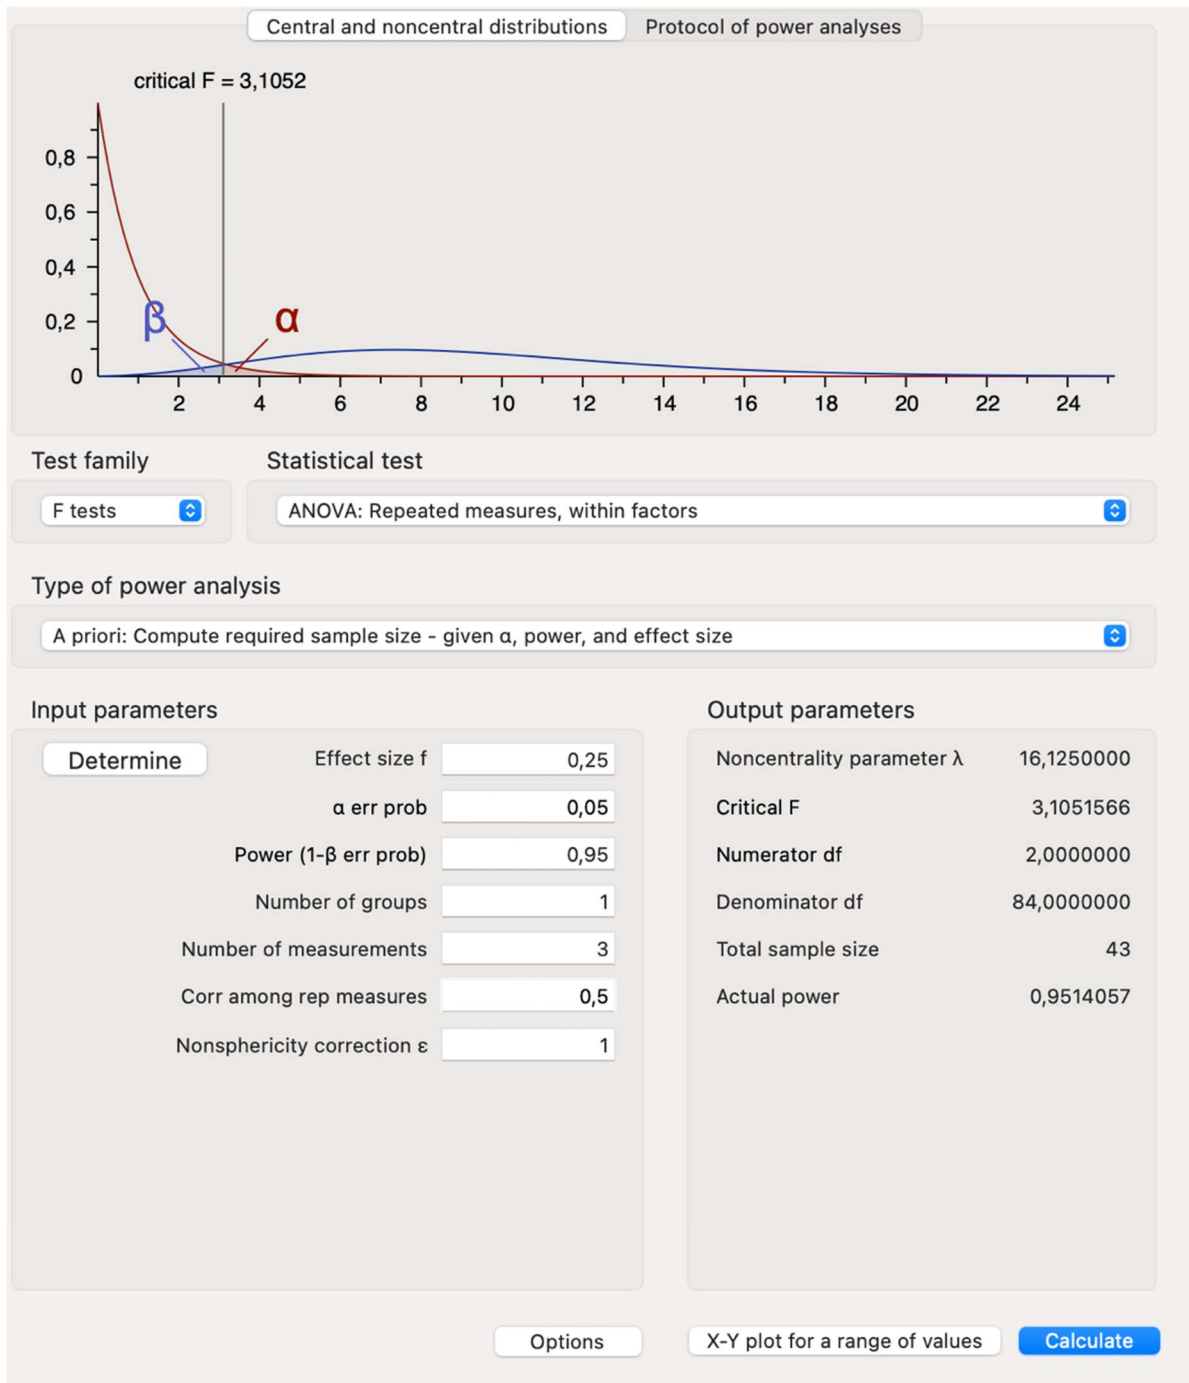 Central and noncentral distributions Protocol of power analyses
critical F = 3,1052
0,8
0,6
0,4
0,2
0
β
α
2 4 6 8 10 12 14 16 18 20 22 24
Test family Statistical test
F tests ANOVA: Repeated measures, within factors
Type of power analysis
A priori: Compute required sample size - given α, power, and effect size
Input parameters Output parameters
Determine Effect size f 0,25 Noncentrality parameter λ 16,1250000
α err prob 0,05 Critical F 3,1051566
Power (1-β err prob) 0,95 Numerator df 2,0000000
Number of groups 1 Denominator df 84,0000000
Number of measurements 3 Total sample size 43
Corr among rep measures 0,5 Actual power 0,9514057
Nonsphericity correction ε 1
Options X-Y plot for a range of values Calculate